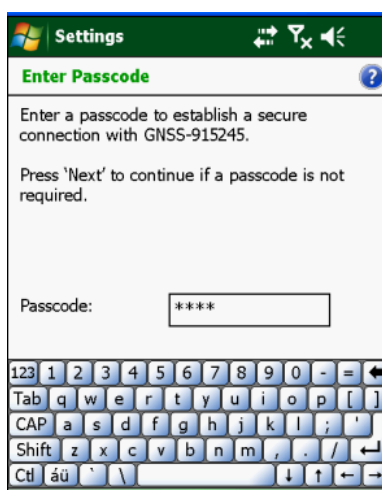 Settings
Enter Passcode
?
Enter a passcode to establish a secure
connection with GNSS-915245.
Press 'Next' to continue if a passcode is not
required.
Passcode: ****
123 1 2 3 4 5 6 7 8 9 0 - =
Tab q w e r t y u i o p [ ]
CAP a s d f g h j k l ; '
Shift z x c v b n m , . /
Ctl áü ` \